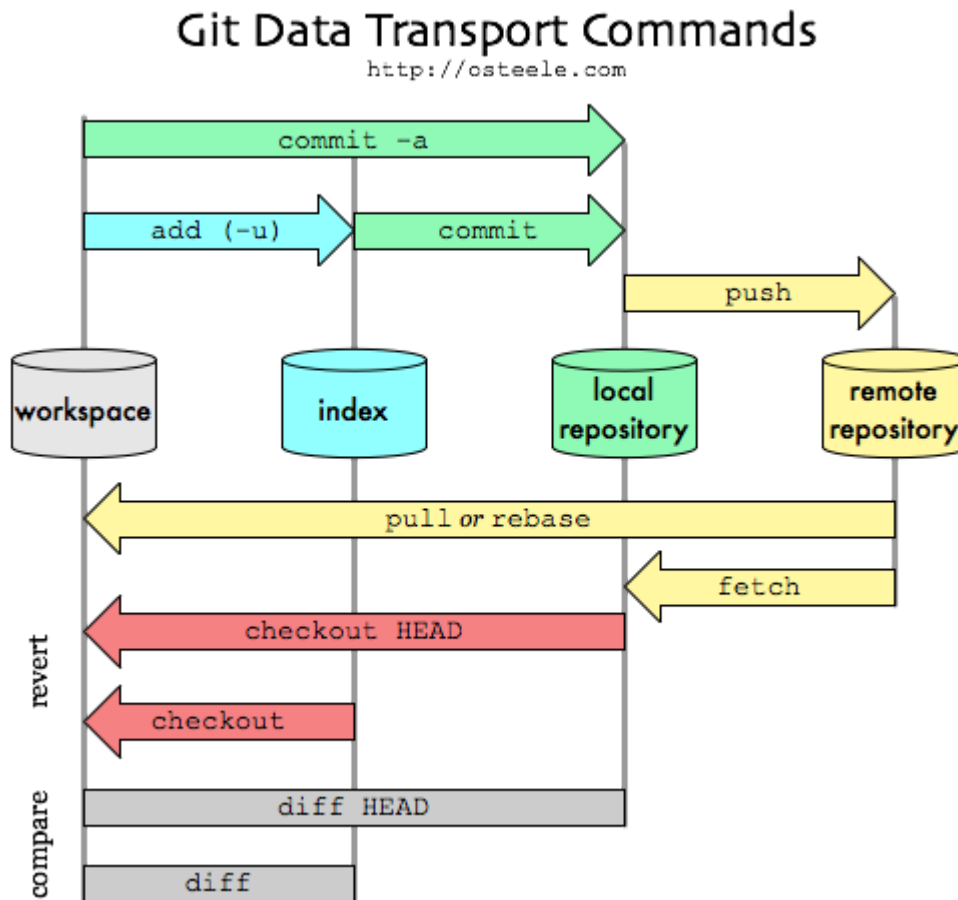 Git Data Transport Commands
http://osteele.com
commit -a
add (-u)
commit
push
workspace
index
local
repository
remote
repository
pull or rebase
fetch
checkout HEAD
revert
checkout
diff HEAD
compare
diff